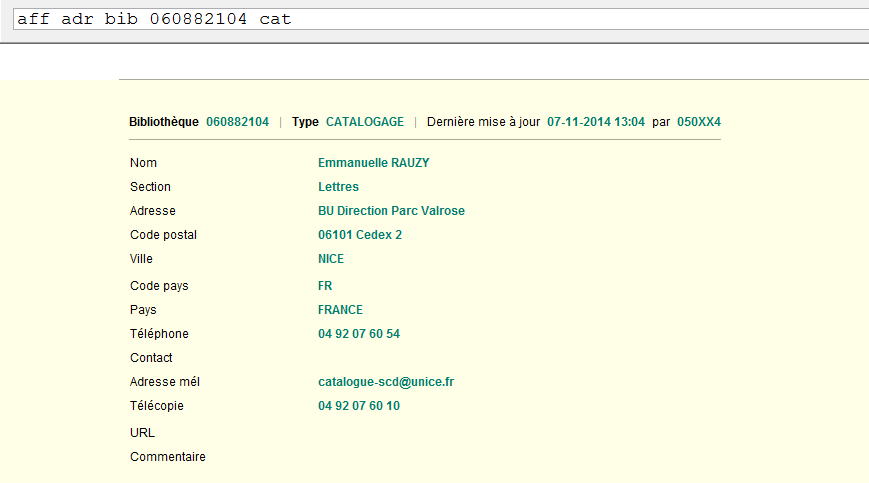 aff adr bib 060882104 cat
Bibliothèque 060882104 | Type CATALOGAGE | Dernière mise à jour 07-11-2014 13:04 par 050XX4
Nom Emmanuelle RAUZY
Section Lettres
Adresse BU Direction Parc Valrose
Code postal 06101 Cedex 2
Ville NICE
Code pays FR
Pays FRANCE
Téléphone 04 92 07 60 54
Contact
Adresse mél catalogue-scd@unice.fr
Télécopie 04 92 07 60 10
URL
Commentaire